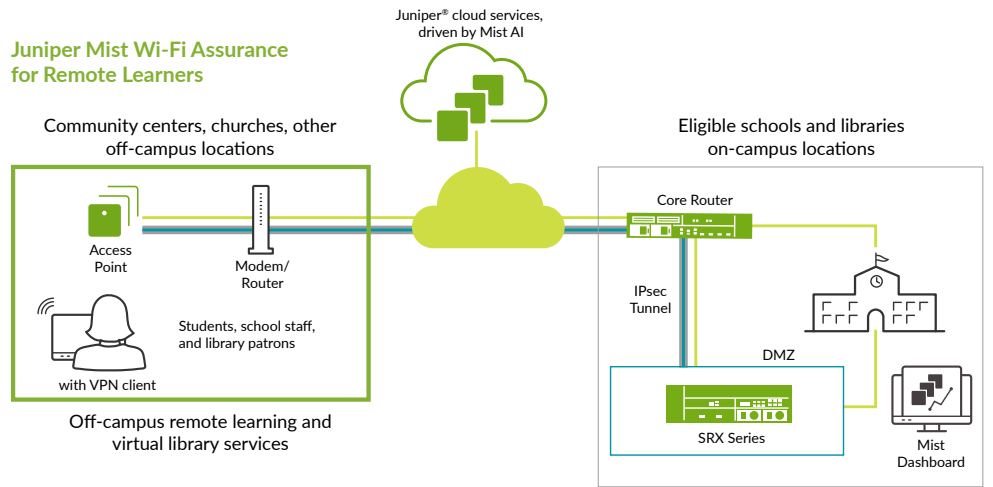 Juniper® cloud services,
driven by Mist AI
Juniper Mist Wi-Fi Assurance
for Remote Learners
Community centers, churches, other
off-campus locations
Eligible schools and libraries
on-campus locations
Access
Point
Modem/
Router
Students, school staff,
and library patrons
with VPN client
Off-campus remote learning and
virtual library services
Core Router
IPsec
Tunnel
DMZ
SRX Series
Mist
Dashboard